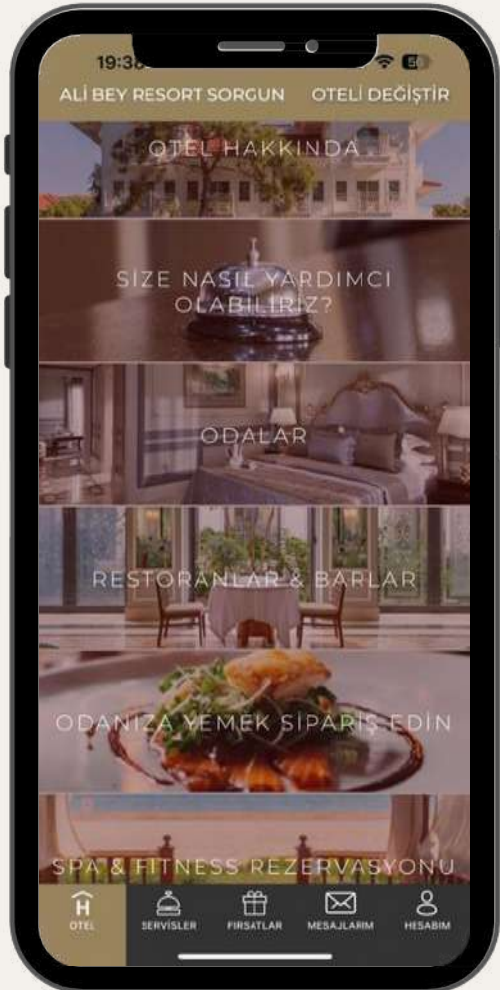 ALİ BEY RESORT SORGUN
OTELİ DEĞİŞTİR
OTEL HAKKINDA
SİZE NASIL YARDIMCI
OLABİLİRİZ?
ODALAR
RESTORANLAR & BARLAR
ODANIZA YEMEK SİPARİŞ EDİN
SPA & FITNESS REZERVASYONU
OTEL
SERVİSLER
FIRSATLAR
MESAJLARIM
HESABIM